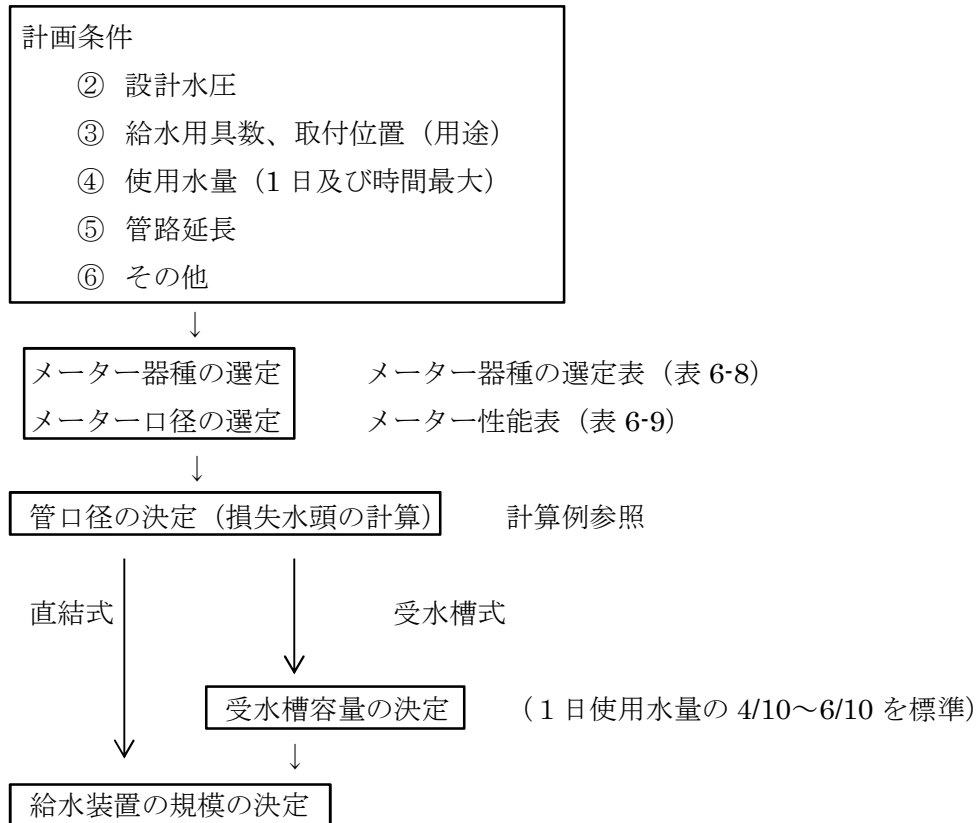 計画条件
② 設計水圧
③ 給水用具数、取付位置（用途）
④ 使用水量（1 日及び時間最大）
⑤ 管路延長
⑥ その他
↓
メーター器種の選定 メーター器種の選定表（表 6-8）
メーター口径の選定 メーター性能表（表 6-9）
↓
管口径の決定（損失水頭の計算） 計算例参照
直結式 受水槽式
受水槽容量の決定 （１日使用水量の 4/10～6/10 を標準）
↓
給水装置の規模の決定